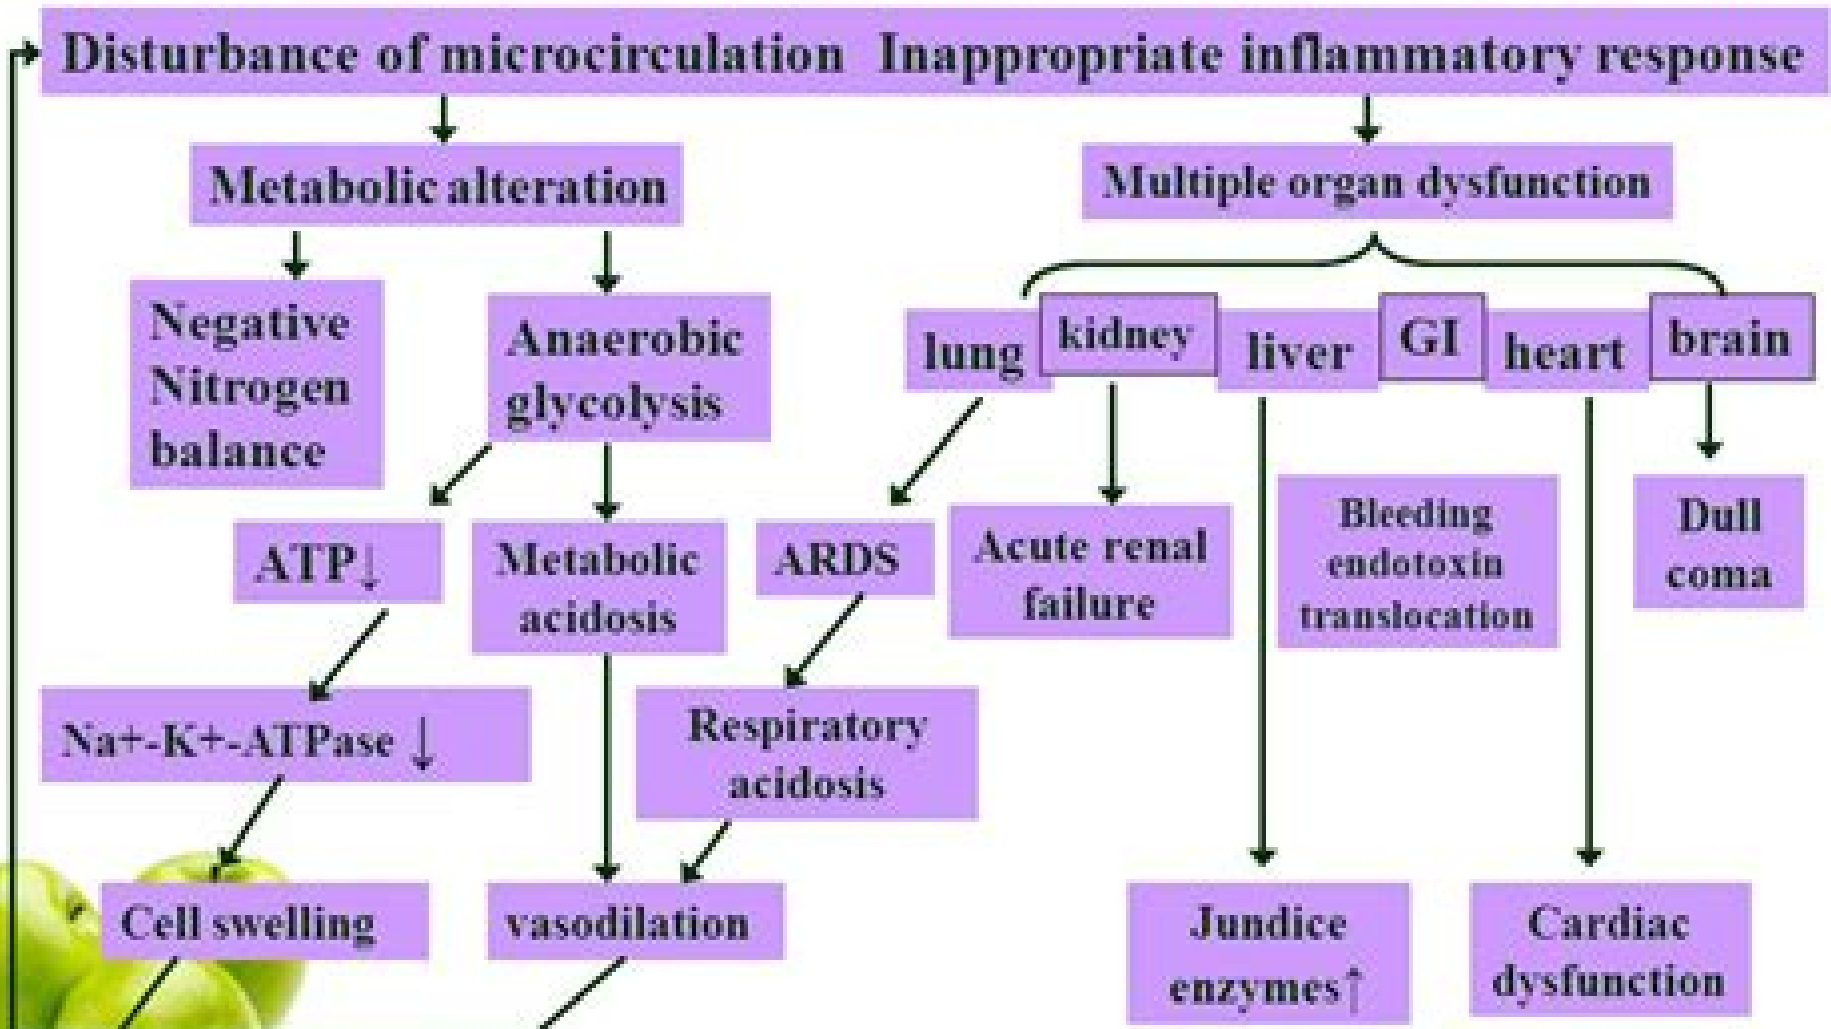 Disturbance of microcirculation Inappropriate inflammatory response
Metabolic alteration
Multiple organ dysfunction
Negative
Nitrogen
balance
Anaerobic
glycolysis
lung
kidney
liver
GI
heart
brain
ATP↓
Metabolic
acidosis
ARDS
Acute renal
failure
Bleeding
endotoxin
translocation
Dull
coma
Na+-K+-ATPase ↓
Respiratory
acidosis
Cell swelling
vasodilation
Jundice
enzymes↑
Cardiac
dysfunction